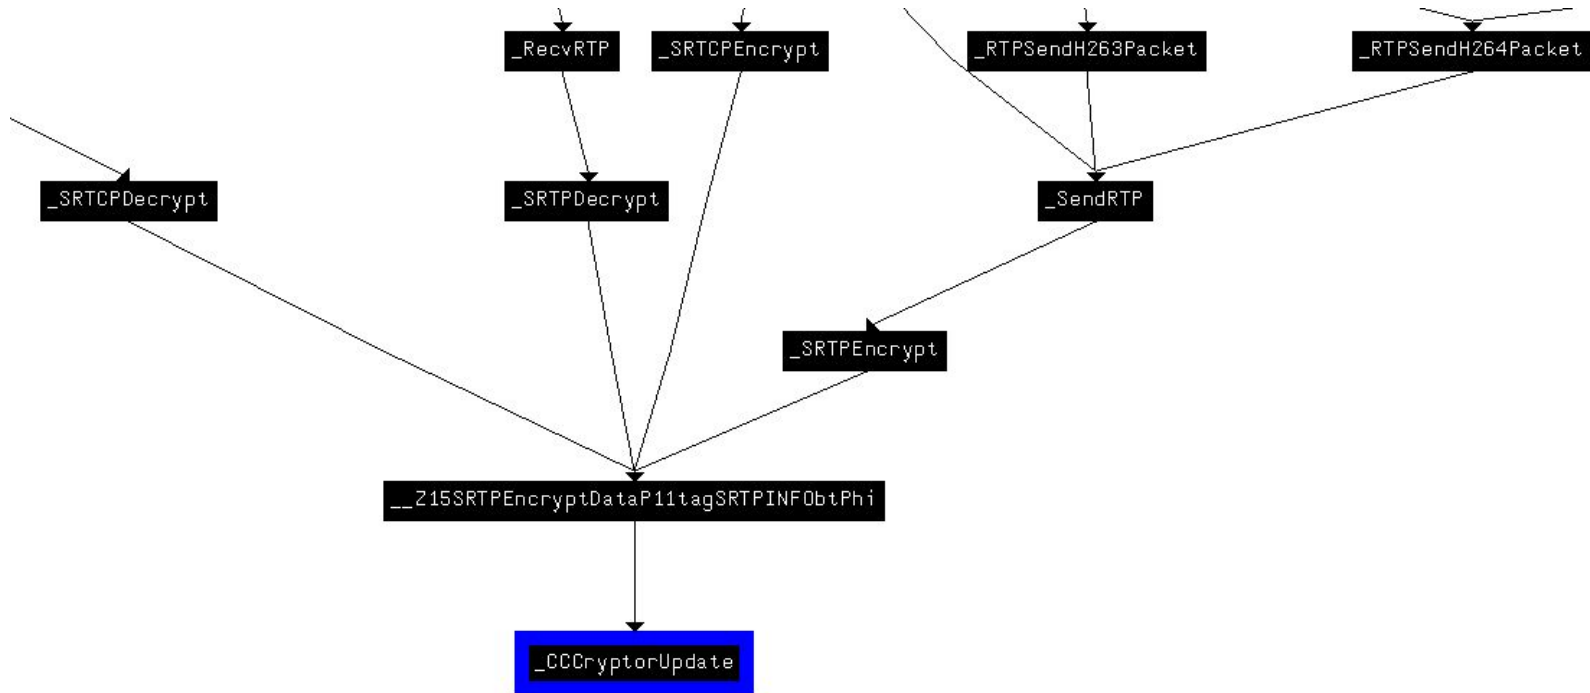 _RecvRTP
_SRTCPEncrypt
_RTPSendH263Packet
_RTPSendH264Packet
_SRTCPDecrypt
_SRTPDecrypt
_SendRTP
_SRTPEncrypt
__Z15SRTPEncryptDataP11tagSRTPINFObtPhi
_CCCryptorUpdate